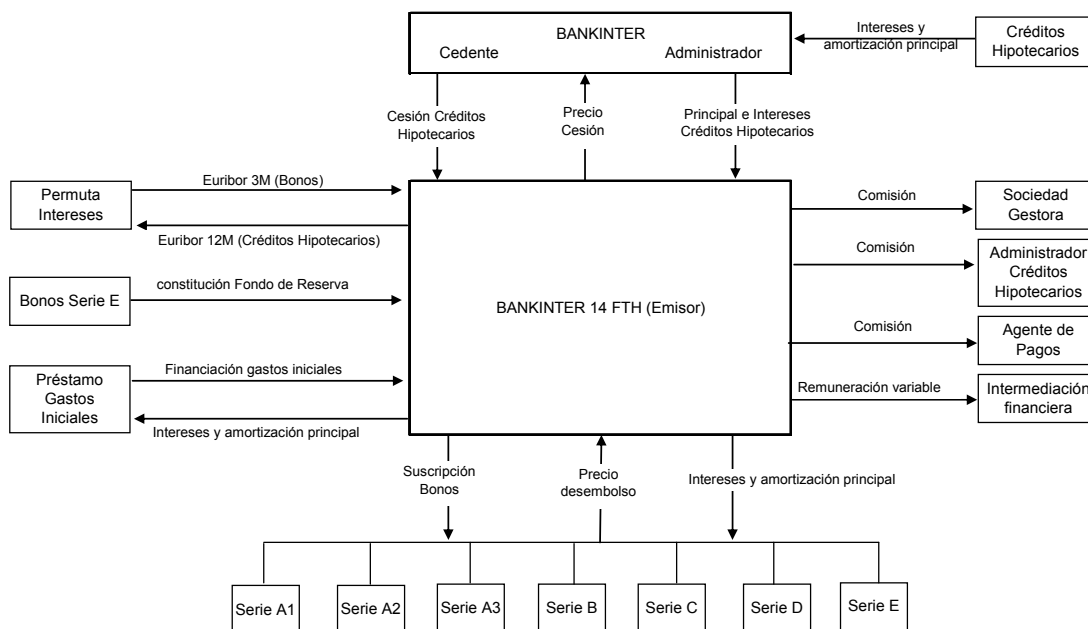 BANKINTER
Cedente
Administrador
Intereses y
amortización principal
Créditos
Hipotecarios
Cesión Créditos
Hipotecarios
Precio
Cesión
Principal e Intereses
Créditos Hipotecarios
Permuta
Intereses
Euribor 3M (Bonos)
Euribor 12M (Créditos Hipotecarios)
Bonos Serie E
constitución Fondo de Reserva
Préstamo
Gastos
Iniciales
Financiación gastos iniciales
Intereses y amortización principal
BANKINTER 14 FTH (Emisor)
Comisión
Sociedad
Gestora
Comisión
Administrador
Créditos
Hipotecarios
Comisión
Agente de
Pagos
Remuneración variable
Intermediación
financiera
Suscripción
Bonos
Precio
desembolso
Intereses y amortización principal
Serie A1
Serie A2
Serie A3
Serie B
Serie C
Serie D
Serie E